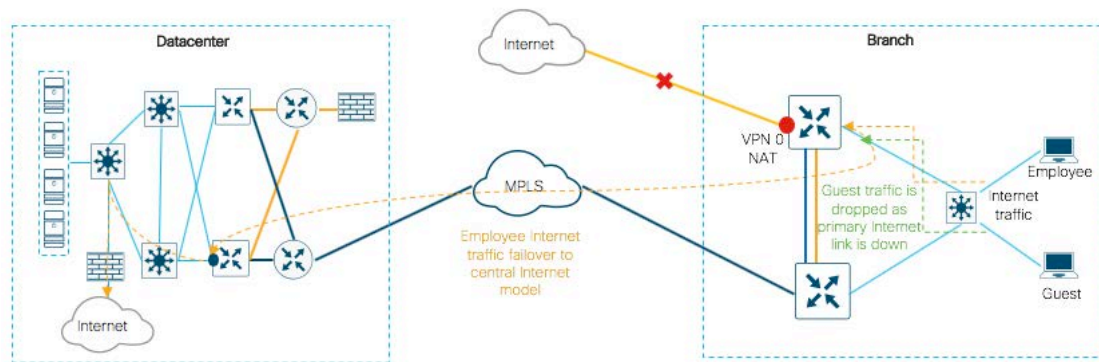 Datacenter
Internet
Branch
VPN 0
NAT
Employee
MPLS
Guest traffic is
dropped as
primary Internet
link is down
Internet
traffic
Employee Internet
traffic failover to
central Internet
model
Guest
Internet